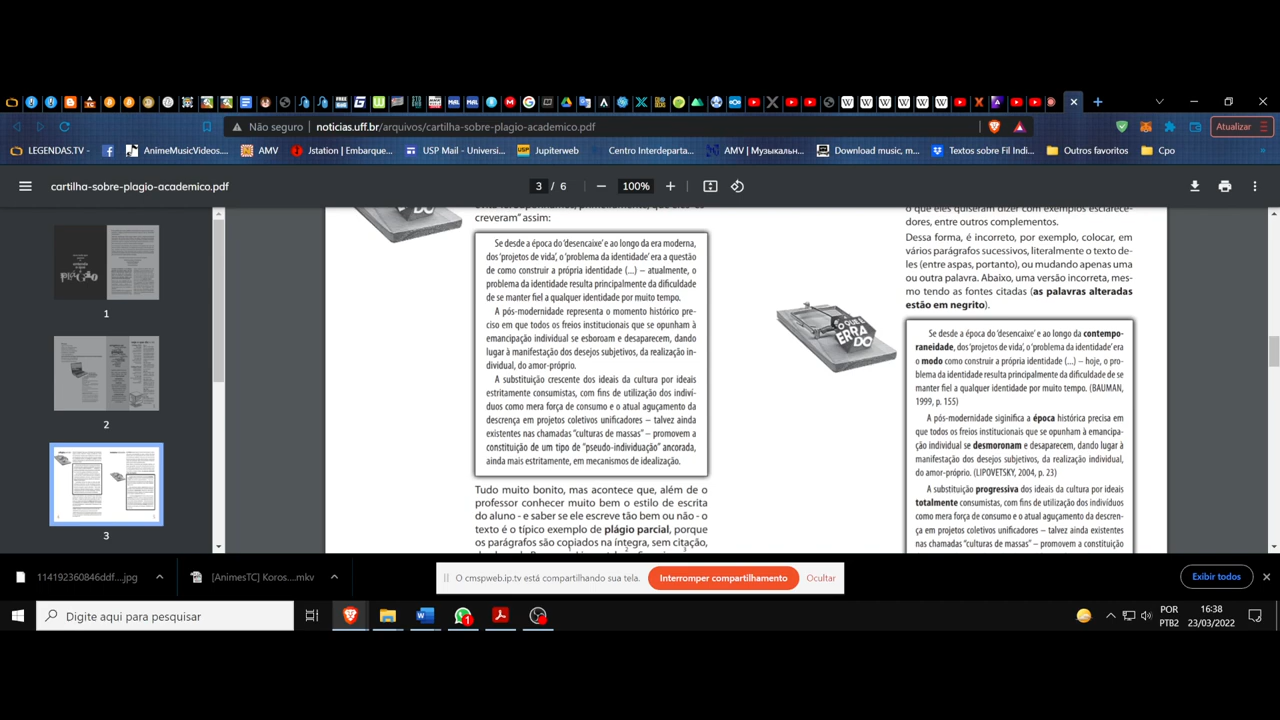 Não seguro
noticias.uff.br/arquivos/cartilha-sobre-plagio-academico.pdf
Atualizar
LEGENDAS.TV -
AnimeMusicVideos...
AMV
Jstation | Embarque...
USP Mail - Universi...
Jupiterweb
Centro Interdeparta...
AMV | Музыкальн...
Download music, m...
Textos sobre Fil Indi...
Outros favoritos
Cpo
cartilha-sobre-plagio-academico.pdf
3 / 6
100%
1
2
3
creveram” assim:
Se desde a época do ‘desencaixe’ e ao longo da era moderna,
dos ‘projetos de vida’, o ‘problema da identidade’ era a questão
de como construir a própria identidade (...) – atualmente, o
problema da identidade resulta principalmente da dificuldade
de se manter fiel a qualquer identidade por muito tempo.
A pós-modernidade representa o momento histórico pre-
ciso em que todos os freios institucionais que se opunham à
emancipação individual se esboroam e desaparecem, dando
lugar à manifestação dos desejos subjetivos, da realização in-
dividual, do amor-próprio.
A substituição crescente dos ideais da cultura por ideais
estritamente consumistas, com fins de utilização dos indiví-
duos como mera força de consumo e o atual aguçamento da
descrença em projetos coletivos unificadores – talvez ainda
existentes nas chamadas “culturas de massas” – promovem a
constituição de um tipo de “pseudo-individuação” ancorada,
ainda mais estritamente, em mecanismos de idealização.
Tudo muito bonito, mas acontece que, além de o
professor conhecer muito bem o estilo de escrita
do aluno - e saber se ele escreve tão bem ou não - o
texto é o típico exemplo de plágio parcial, porque
os parágrafos são copiados na íntegra, sem citação,
o que eles quiseram dizer com exemplos esclarece-
dores, entre outros complementos.
Dessa forma, é incorreto, por exemplo, colocar, em
vários parágrafos sucessivos, literalmente o texto de-
les (entre aspas, portanto), ou mudando apenas uma
ou outra palavra. Abaixo, uma versão incorreta, mes-
mo tendo as fontes citadas (as palavras alteradas
estão em negrito).
O QUE É
ERRA
DO
Se desde a época do ‘desencaixe’ e ao longo da contempo-
raneidade, dos ‘projetos de vida’, o ‘problema da identidade’ era
o modo como construir a própria identidade (...) – hoje, o pro-
blema da identidade resulta principalmente da dificuldade de se
manter fiel a qualquer identidade por muito tempo. (BAUMAN,
1999, p. 155)
A pós-modernidade siginifica a época histórica precisa em
que todos os freios institucionais que se opunham à emancipa-
ção individual se desmoronam e desaparecem, dando lugar à
manifestação dos desejos subjetivos, da realização individual,
do amor-próprio. (LIPOVETSKY, 2004, p. 23)
A substituição progressiva dos ideais da cultura por ideais
totalmente consumistas, com fins de utilização dos indivíduos
como mera força de consumo e o atual aguçamento da descren-
ça em projetos coletivos unificadores – talvez ainda existentes
nas chamadas “culturas de massas” – promovem a constituição
114192360846ddf....jpg
[AnimesTC] Koros....mkv
O cmspweb.ip.tv está compartilhando sua tela.
Interromper compartilhamento
Ocultar
Exibir todos
Digite aqui para pesquisar
POR
PTB2
16:38
23/03/2022